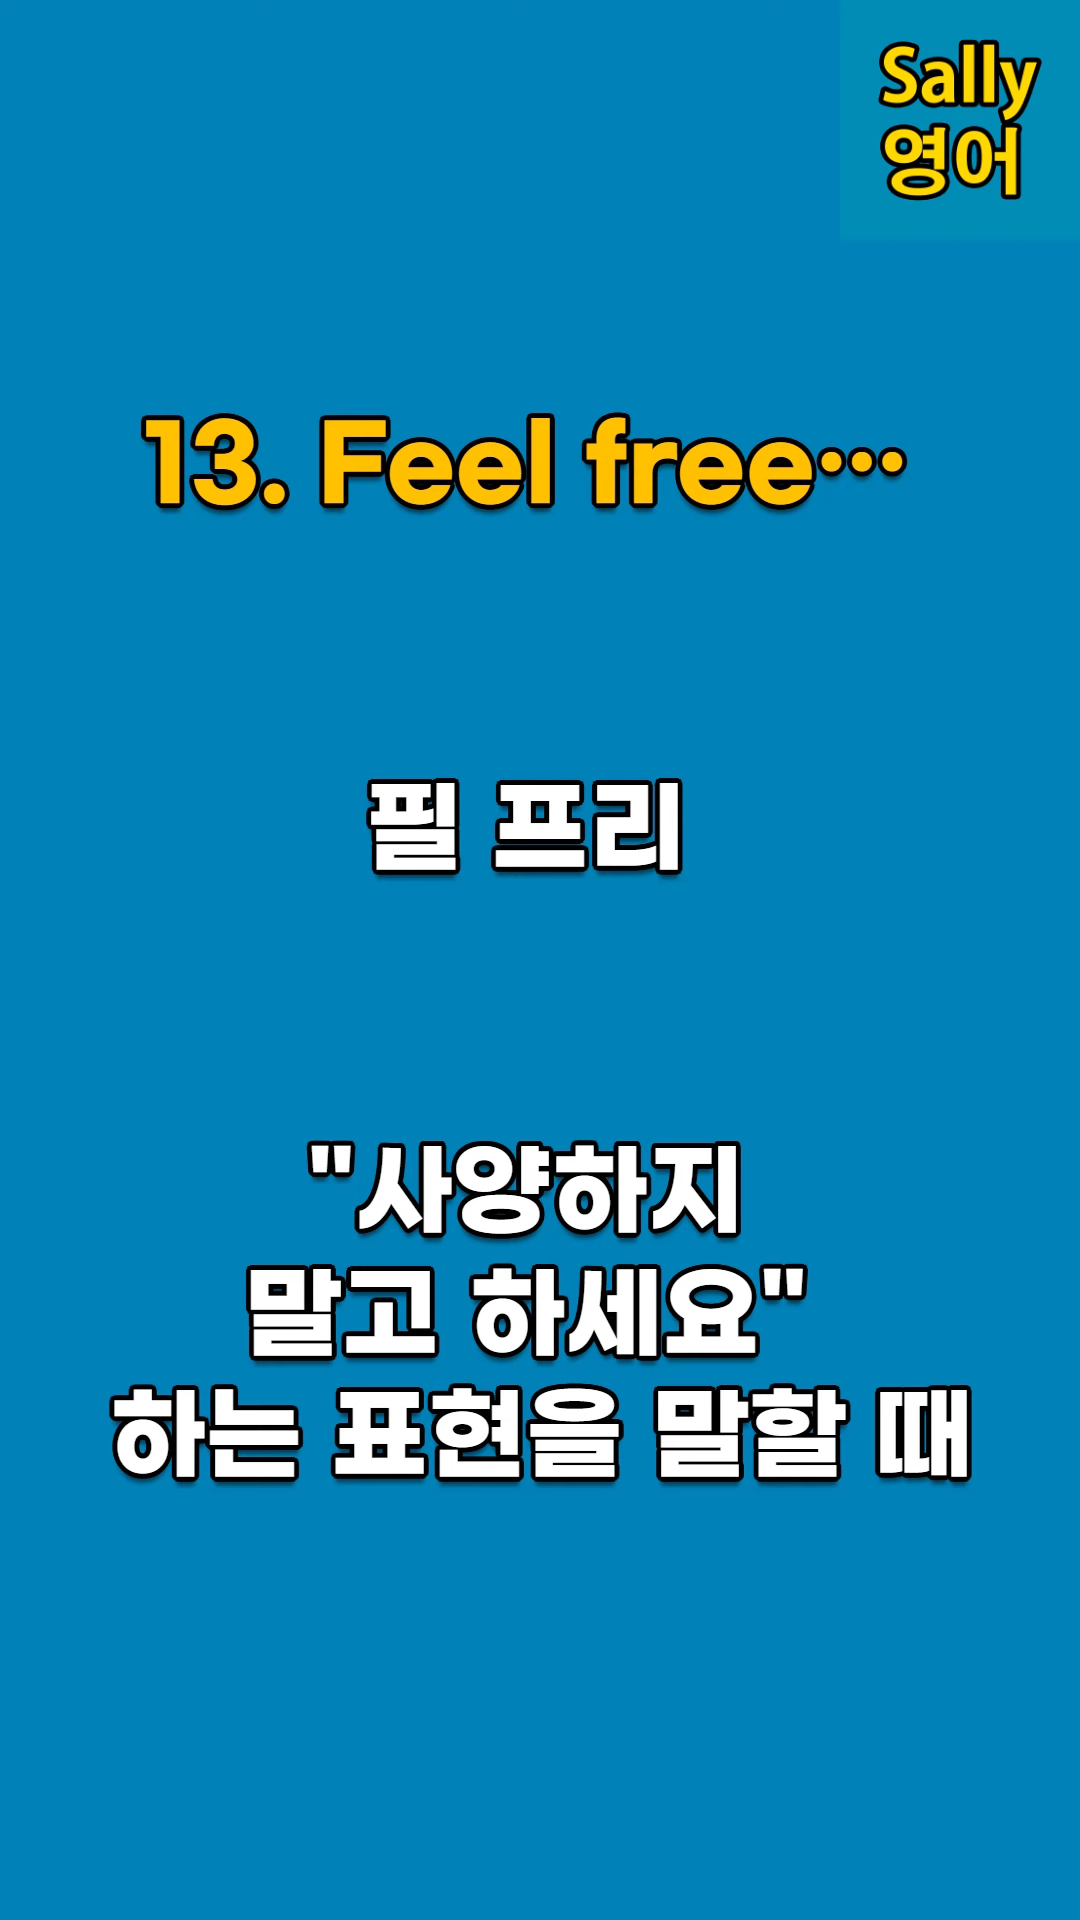 Sally
영어
13. Feel free…
필 프리
"사양하지
말고 하세요"
하는 표현을 말할 때